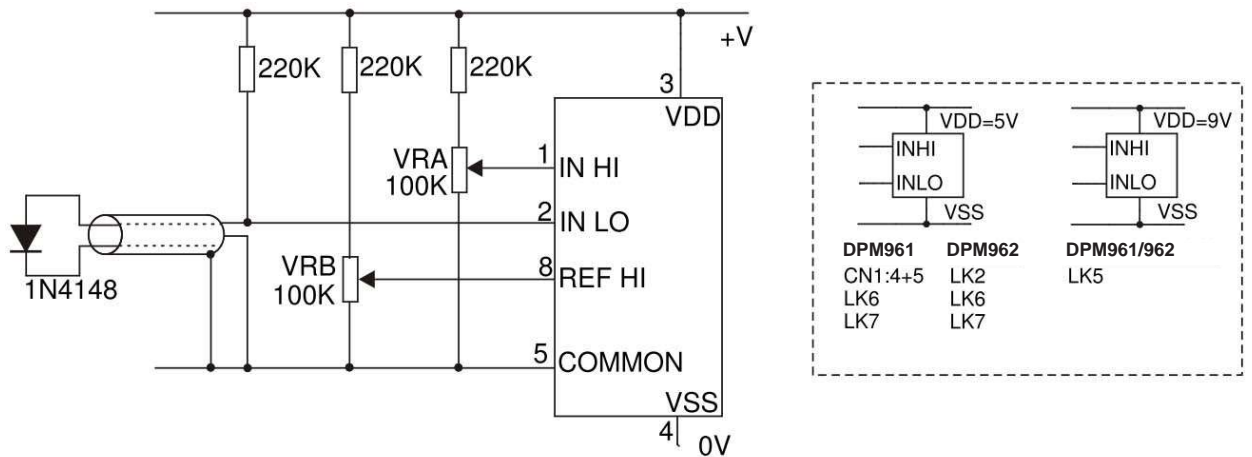 +V
220K 220K 220K
3
VDD
VRA
100K
1 IN HI
2 IN LO
1N4148
VRB
100K
8 REF HI
5 COMMON
VSS
4 0V
VDD=5V
INHI
INLO
VSS
VDD=9V
INHI
INLO
VSS
DPM961 DPM962 DPM961/962
CN1:4+5 LK2 LK5
LK6 LK6
LK7 LK7